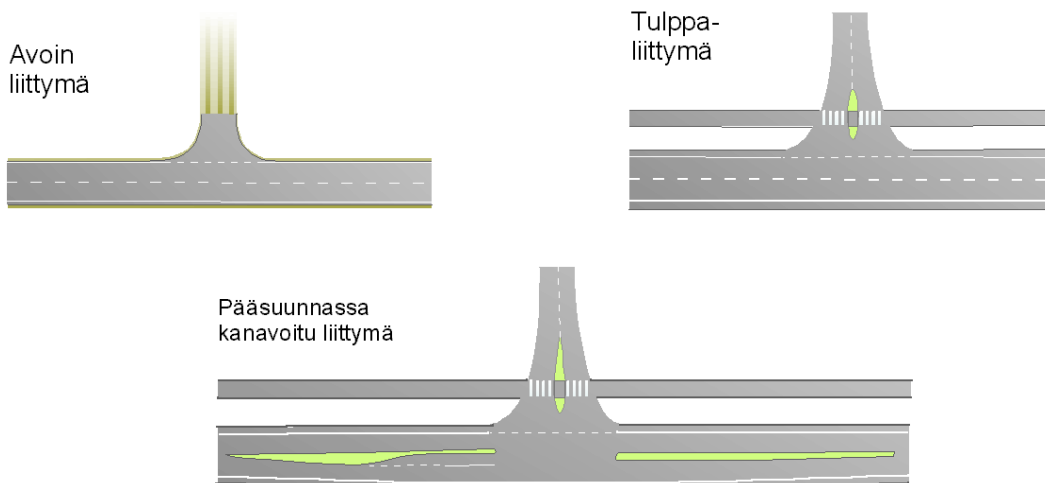 Avoin
liittymä
Tulppa-
liittymä
Pääsuunnassa
kanavoitu liittymä